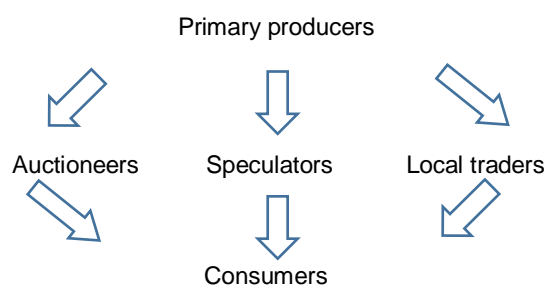 Primary producers
Auctioneers Speculators Local traders
Consumers